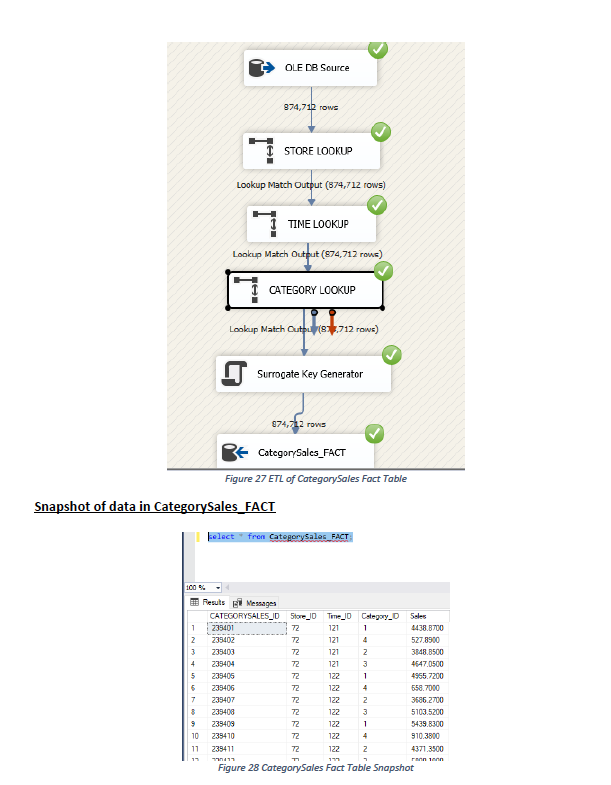 OLE DB Source
874,712 rows
STORE LOOKUP
Lookup Match Output (874,712 rows)
TIME LOOKUP
Lookup Match Output (874,712 rows)
CATEGORY LOOKUP
Lookup Match Output (874,712 rows)
Surrogate Key Generator
874,712 rows
CategorySales_FACT
Figure 27 ETL of CategorySales Fact Table
Snapshot of data in CategorySales_FACT
select * from CategorySales_FACT;
100 %
Results Messages
CATEGORYSALES_ID Store_ID Time_ID Category_ID Sales
1 239401 72 121 1 4438.8700
2 239402 72 121 4 527.8900
3 239403 72 121 2 3848.8500
4 239404 72 121 3 4647.0500
5 239405 72 122 1 4955.7200
6 239406 72 122 4 658.7000
7 239407 72 122 2 3686.2700
8 239408 72 122 3 5103.5200
9 239409 72 122 1 5439.8300
10 239410 72 122 4 910.3800
11 239411 72 122 2 4371.3500
Figure 28 CategorySales Fact Table Snapshot